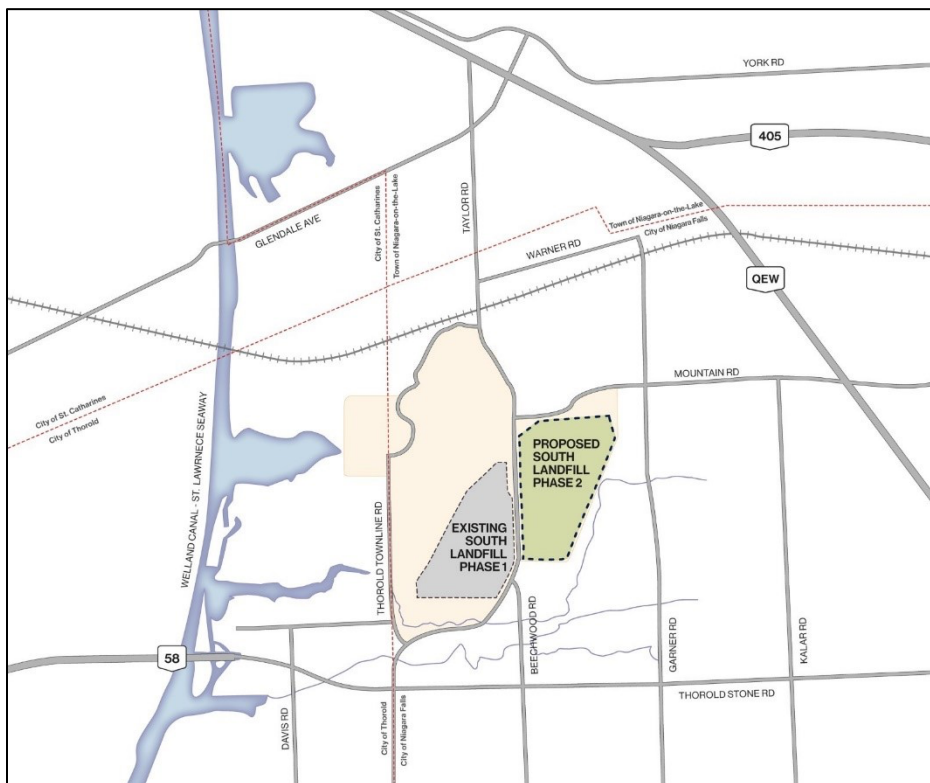 YORK RD
405
TAYLOR RD
City of St. Catharines
Town of Niagara-on-the-Lake
GLENDALE AVE
Town of Niagara-on-the-Lake
City of Niagara Falls
WARNER RD
QEW
MOUNTAIN RD
City of St. Catharines
City of Thorold
WELLAND CANAL - ST. LAWRNECE SEAWAY
PROPOSED
SOUTH
LANDFILL
PHASE 2
EXISTING
SOUTH
LANDFILL
PHASE 1
THOROLD TOWNLINE RD
BEECHWOOD RD
GARNER RD
KALAR RD
58
THOROLD STONE RD
DAVIS RD
City of Thorold
City of Niagara Falls